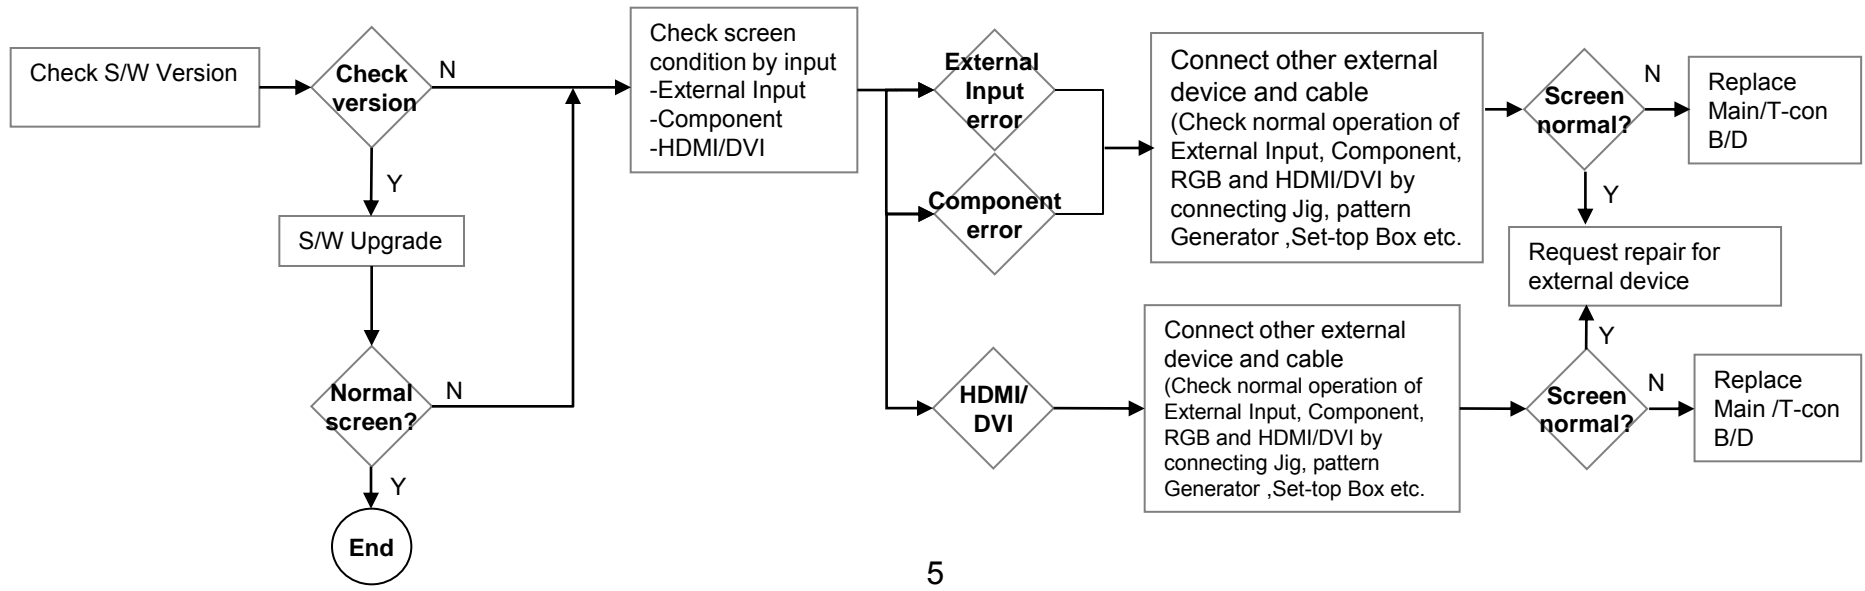 Check S/W Version
Check
version
N
Y
S/W Upgrade
Normal
screen?
N
Y
End
Check screen
condition by input
-External Input
-Component
-HDMI/DVI
External
Input
error
Component
error
HDMI/
DVI
Connect other external
device and cable
(Check normal operation of
External Input, Component,
RGB and HDMI/DVI by
connecting Jig, pattern
Generator ,Set-top Box etc.
Screen
normal?
N
Replace
Main/T-con
B/D
Y
Request repair for
external device
Connect other external
device and cable
(Check normal operation of
External Input, Component,
RGB and HDMI/DVI by
connecting Jig, pattern
Generator ,Set-top Box etc.
Y
Screen
normal?
N
Replace
Main /T-con
B/D
5